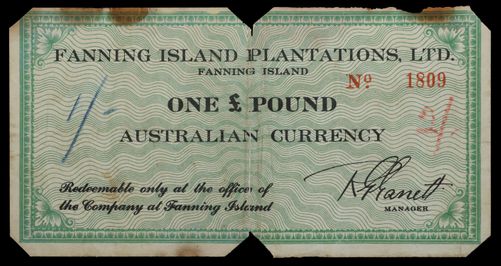 FANNING ISLAND PLANTATIONS, LTD.
FANNING ISLAND
Nº 1809
ONE £ POUND
AUSTRALIAN CURRENCY
Redeemable only at the office of
the Company at Fanning Island
MANAGER